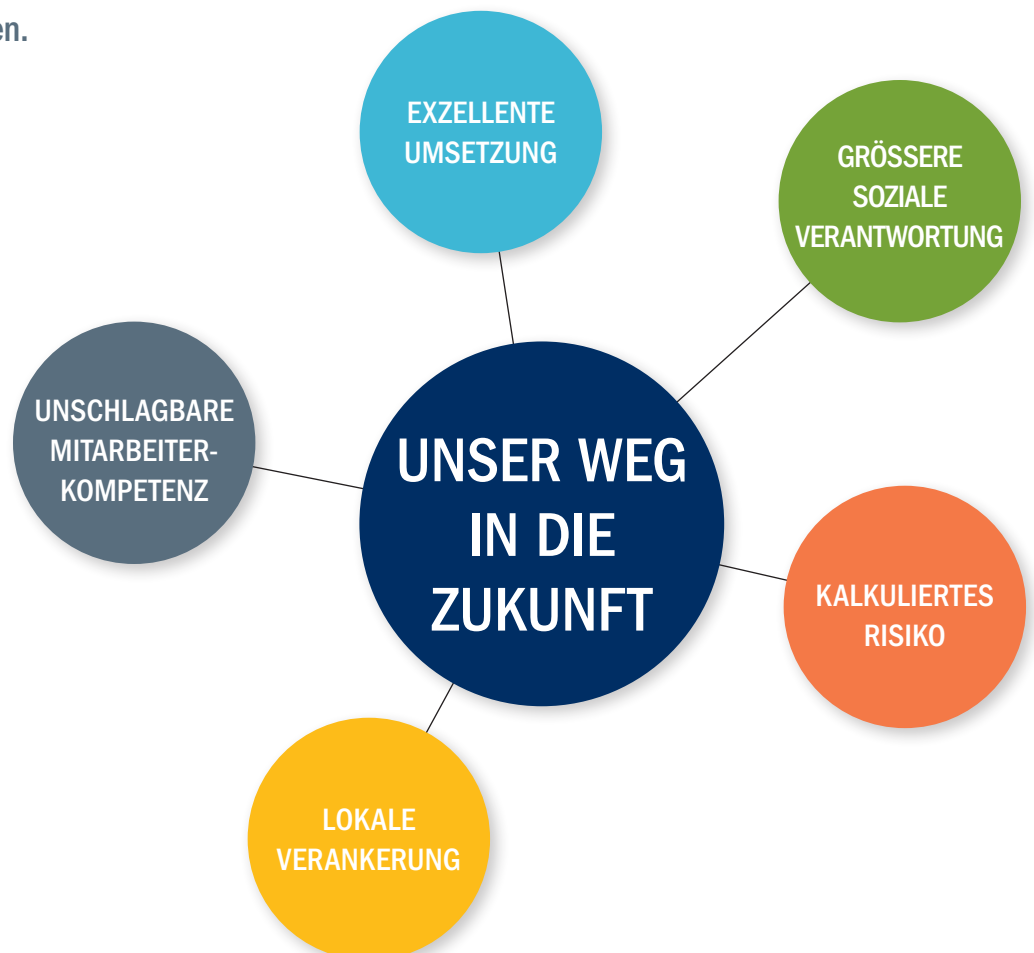 en.
EXZELLENTE
UMSETZUNG
GRÖSSERE
SOZIALE
VERANTWORTUNG
UNSCHLAGBARE
MITARBEITER-
KOMPETENZ
UNSER WEG
IN DIE
ZUKUNFT
KALKULIERTES
RISIKO
LOKALE
VERANKERUNG